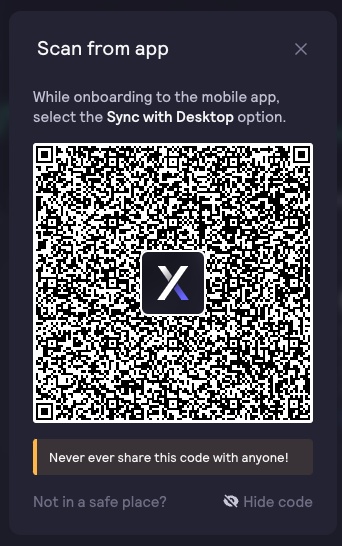 Scan from app
While onboarding to the mobile app,
select the Sync with Desktop option.
Never ever share this code with anyone!
Not in a safe place? Hide code